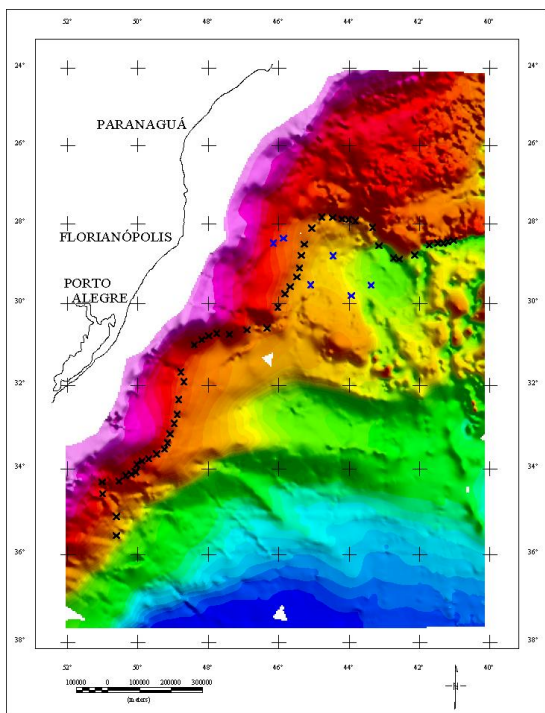 52° 50° 48° 46° 44° 42° 40°
24°
24°
PARANAGUÁ
26°
26°
28°
28°
FLORIANÓPOLIS
PORTO
ALEGRE
30°
30°
32°
32°
34°
34°
36°
36°
38°
38°
52° 50° 48° 46° 44° 42° 40°
100000 0 100000 200000 300000
(meters)
N